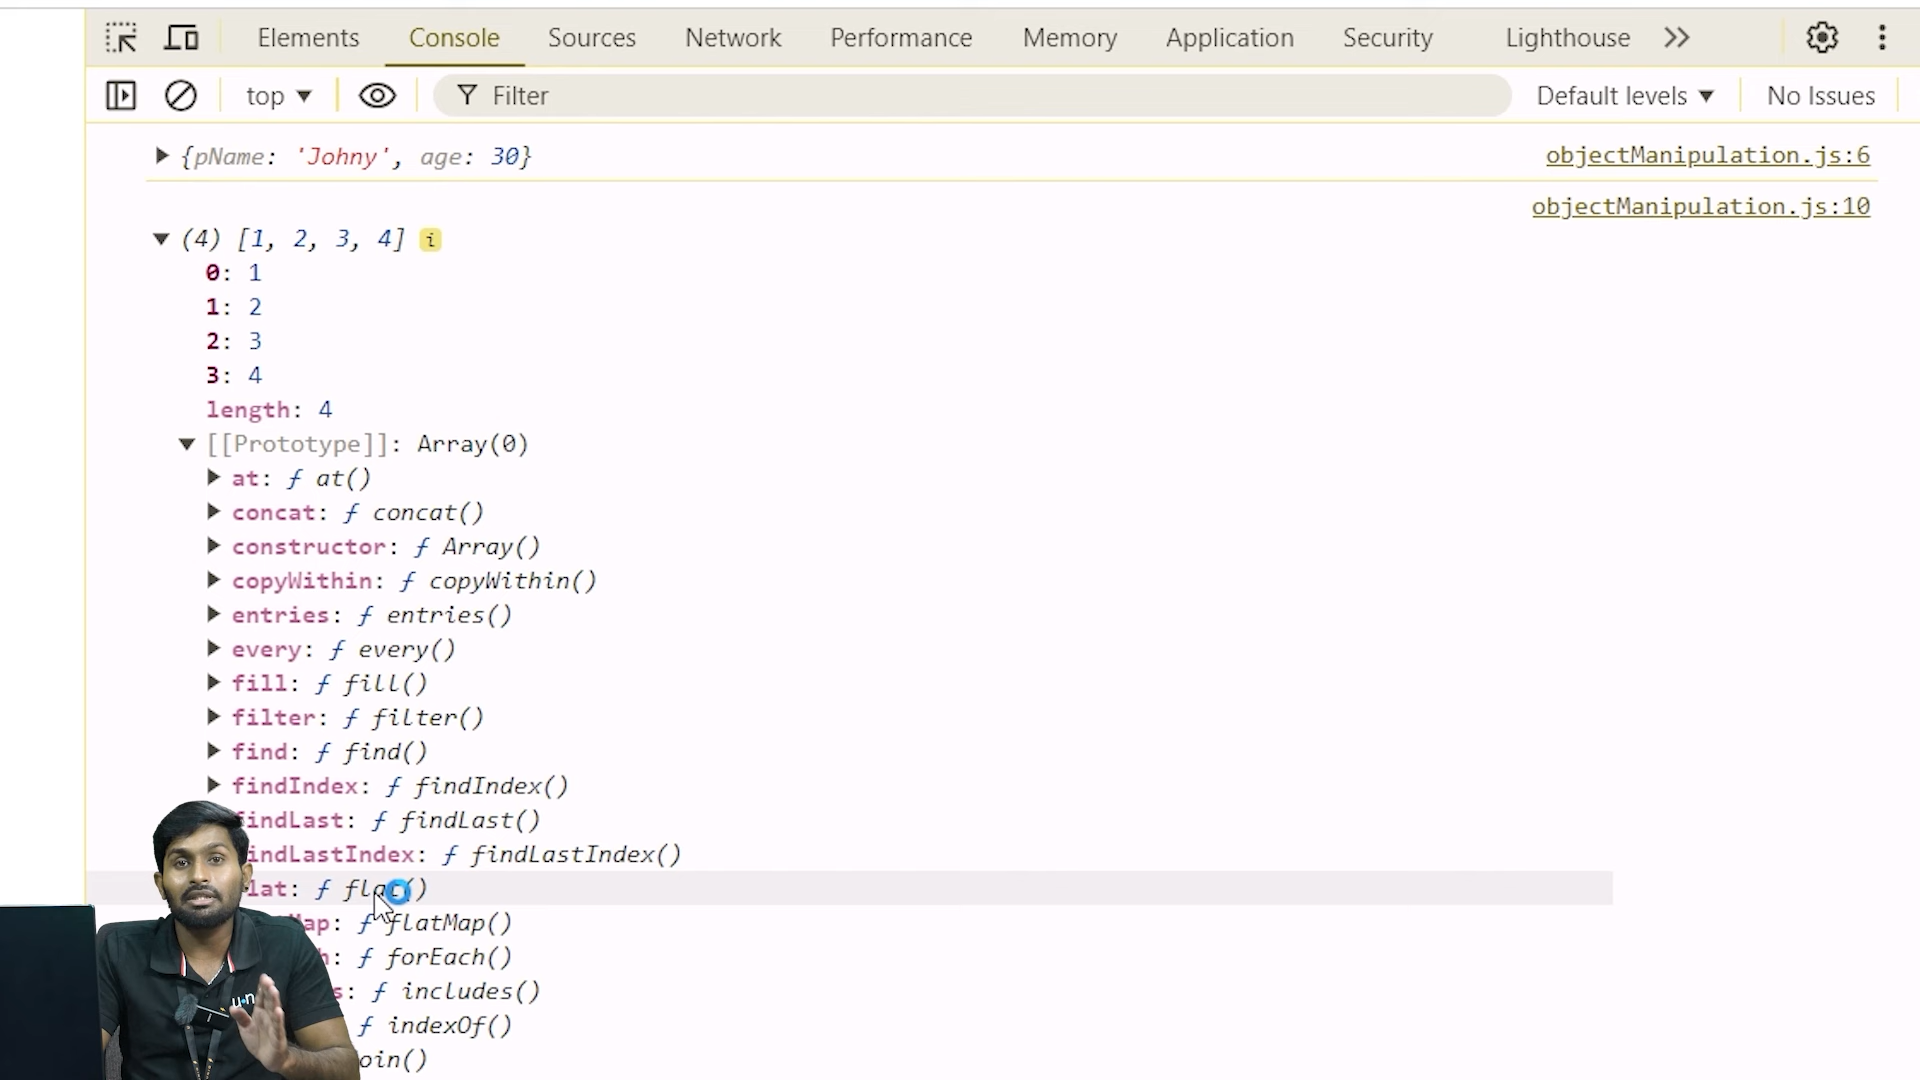 Elements Console Sources Network Performance Memory Application Security Lighthouse
top Filter Default levels No Issues
{pName: 'Johny', age: 30} objectManipulation.js:6
objectManipulation.js:10
(4) [1, 2, 3, 4] i
0: 1
1: 2
2: 3
3: 4
length: 4
[[Prototype]]: Array(0)
at: ƒ at()
concat: ƒ concat()
constructor: ƒ Array()
copyWithin: ƒ copyWithin()
entries: ƒ entries()
every: ƒ every()
fill: ƒ fill()
filter: ƒ filter()
find: ƒ find()
findIndex: ƒ findIndex()
findLast: ƒ findLast()
indLastIndex: ƒ findLastIndex()
lat: ƒ flat()
ap: ƒ flatMap()
h: ƒ forEach()
s: ƒ includes()
ƒ indexOf()
oin()